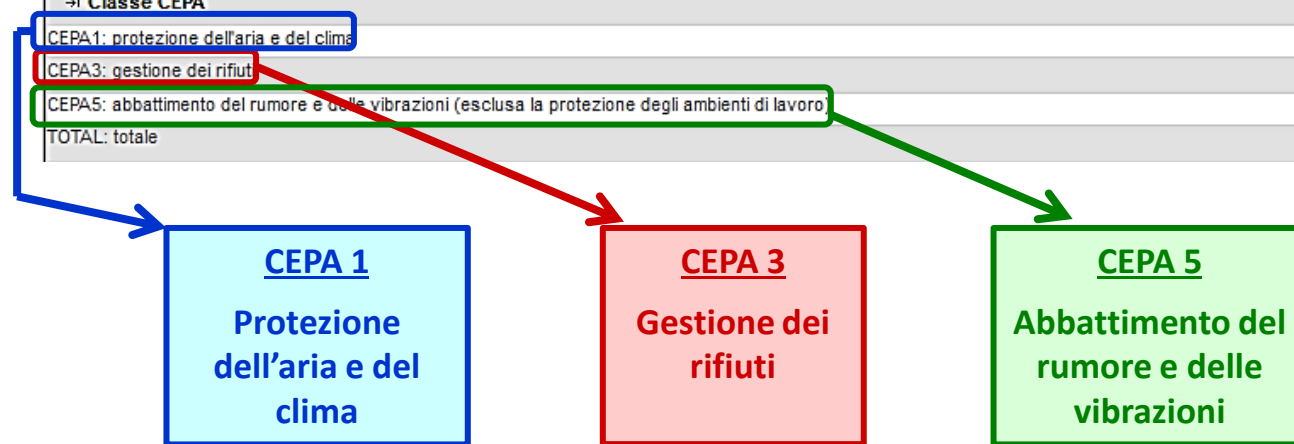 Classe CEPA
CEPA1: protezione dell'aria e del clima
CEPA3: gestione dei rifiuti
CEPA5: abbattimento del rumore e delle vibrazioni (esclusa la protezione degli ambienti di lavoro)
TOTAL: totale
CEPA 1
Protezione
dell’aria e del
clima
CEPA 3
Gestione dei
rifiuti
CEPA 5
Abbattimento del
rumore e delle
vibrazioni